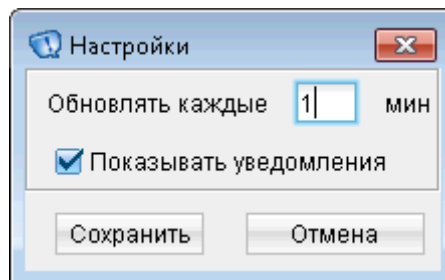 Настройки
Обновлять каждые 1 мин
Показывать уведомления
Сохранить Отмена